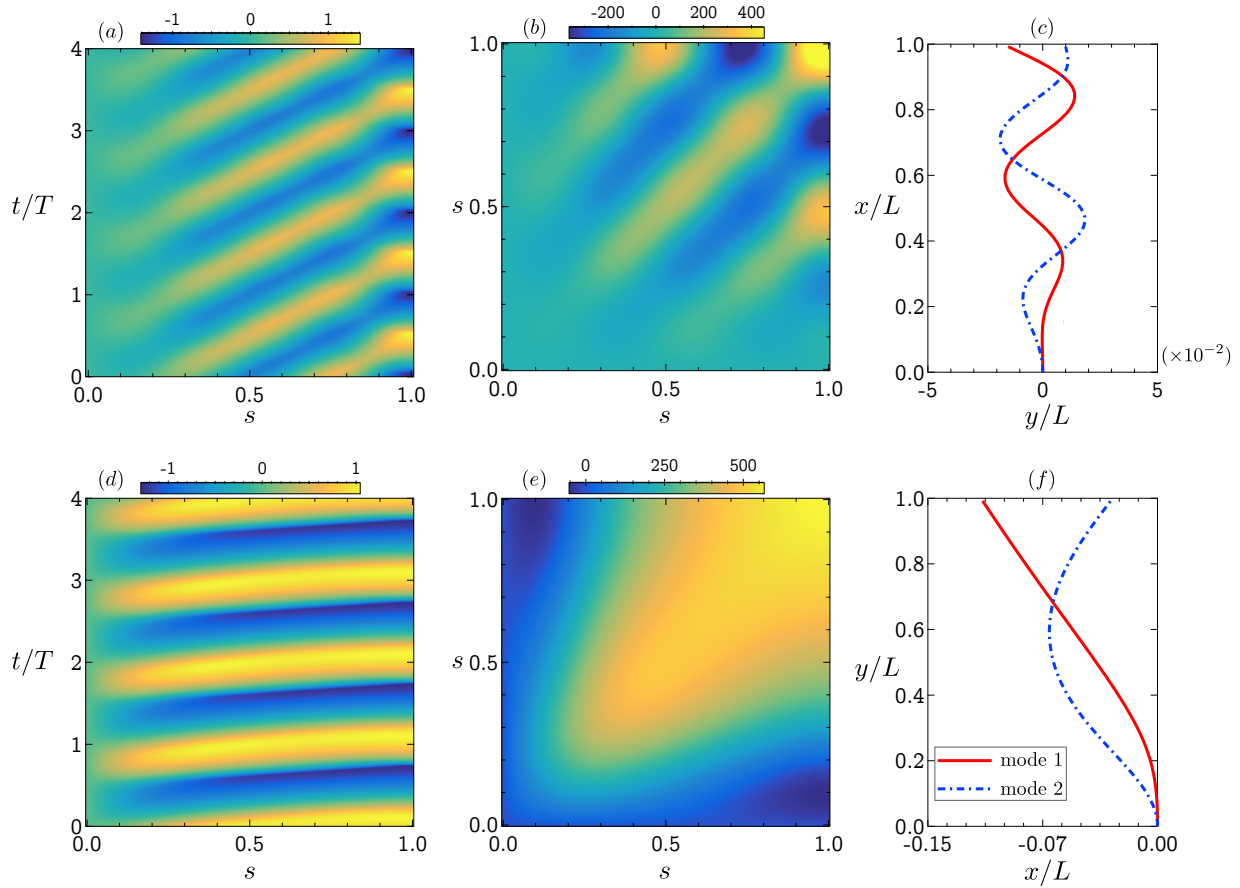 (a) -1 0 1
4
3
t/T
2
1
0
0.0 0.5 1.0
s
(b) -200 0 200 400
1.0
s
0.5
0.0
0.0 0.5 1.0
s
(c)
1.0
0.8
x/L
0.6
0.4
0.2
0.0
(×10⁻²)
-5 0 5
y/L
(d) -1 0 1
4
3
t/T
2
1
0
0.0 0.5 1.0
s
(e) 0 250 500
1.0
s
0.5
0.0
0.0 0.5 1.0
s
(f)
1.0
0.8
y/L
0.6
0.4
0.2
0.0
mode 1
mode 2
-0.15 -0.07 0.00
x/L